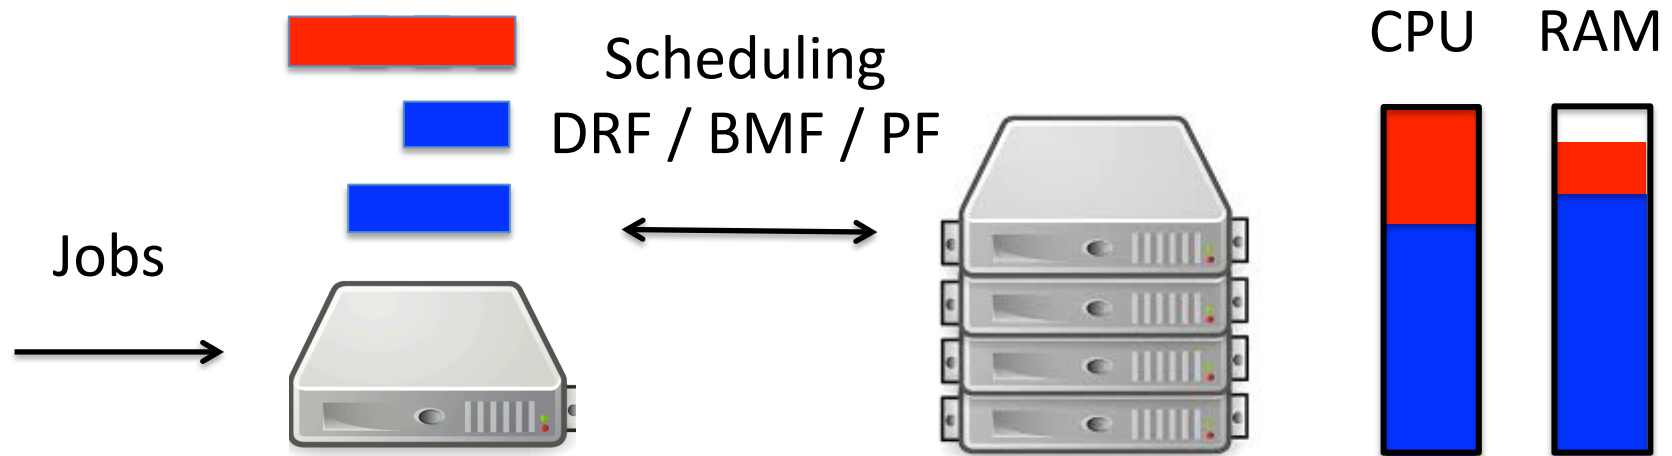 Jobs
Scheduling
DRF / BMF / PF
CPU
RAM